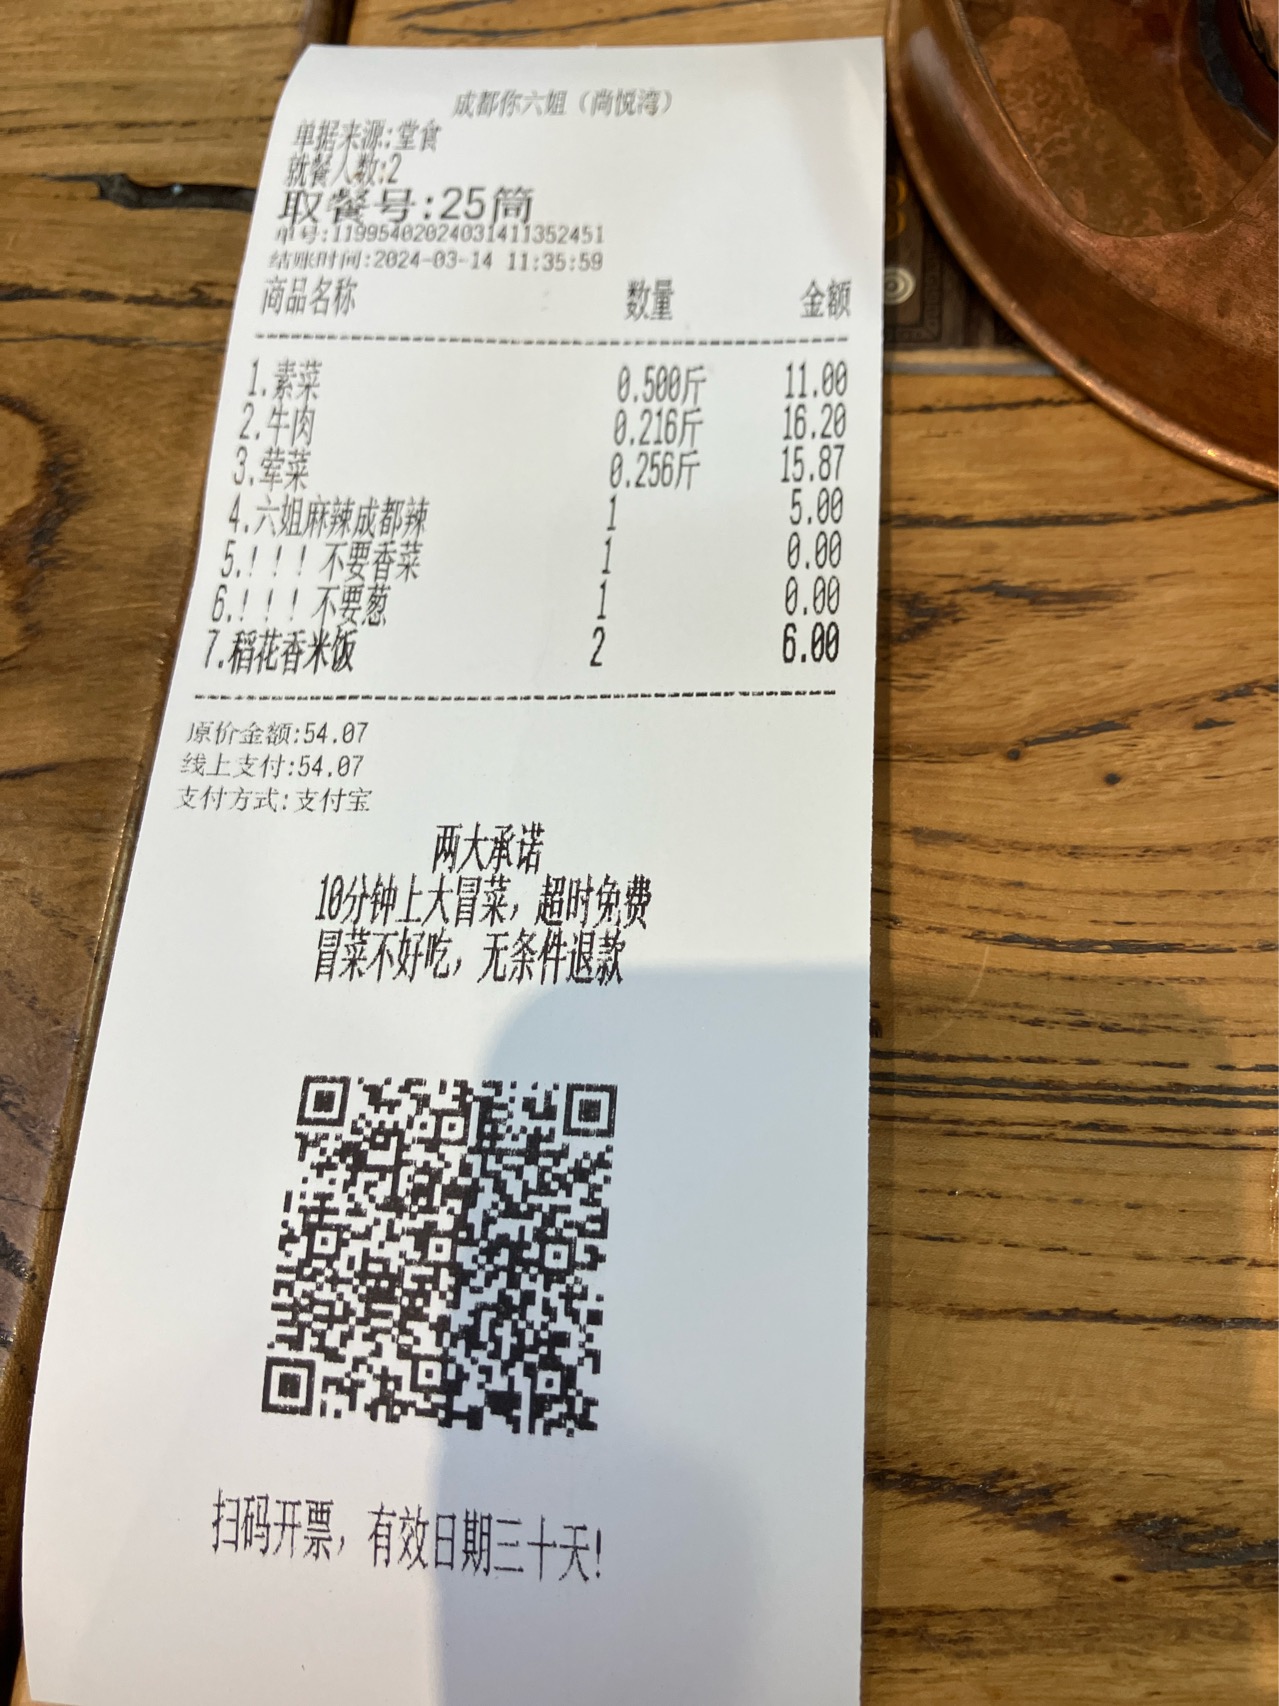 成都你六姐（尚悦湾）
单据来源:堂食
就餐人数:2
取餐号:25筒
单号:11995402024031411352451
结账时间:2024-03-14 11:35:59
商品名称 数量 金额
1.素菜 0.500斤 11.00
2.牛肉 0.216斤 16.20
3.荤菜 0.256斤 15.87
4.六姐麻辣成都辣 1 5.00
5.！！！不要香菜 1 0.00
6.！！！不要葱 1 0.00
7.稻花香米饭 2 6.00
原价金额:54.07
线上支付:54.07
支付方式:支付宝
两大承诺
10分钟上大冒菜，超时免费
冒菜不好吃，无条件退款
扫码开票，有效日期三十天!